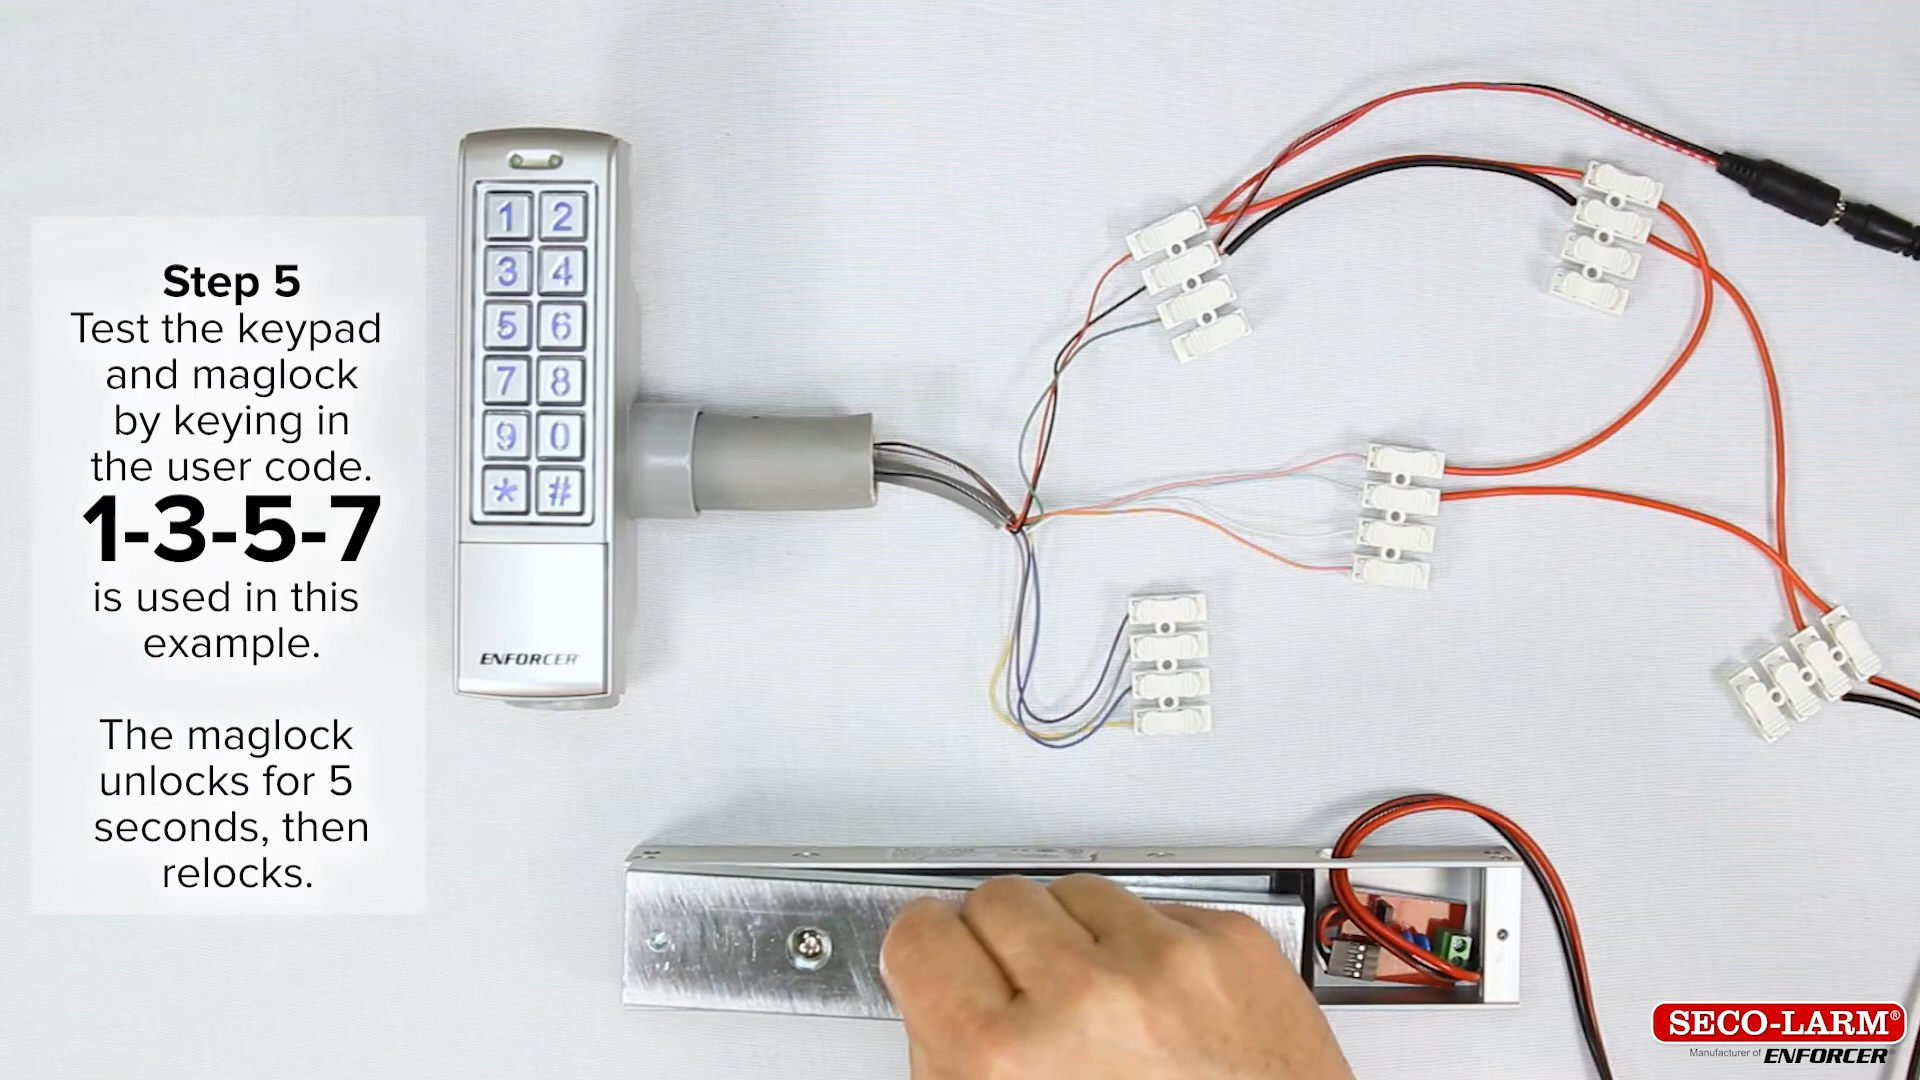 Step 5
Test the keypad
and maglock
by keying in
the user code.
1-3-5-7
is used in this
example.
The maglock
unlocks for 5
seconds, then
relocks.
1 2
3 4
5 6
7 8
9 0
* #
ENFORCER
SECO-LARM®
Manufacturer of ENFORCER®